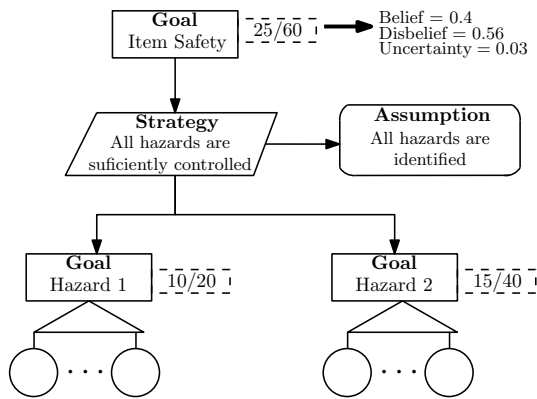 Goal
Item Safety
25/60
Belief = 0.4
Disbelief = 0.56
Uncertainty = 0.03
Strategy
All hazards are
suficiently controlled
Assumption
All hazards are
identified
Goal
Hazard 1
10/20
Goal
Hazard 2
15/40